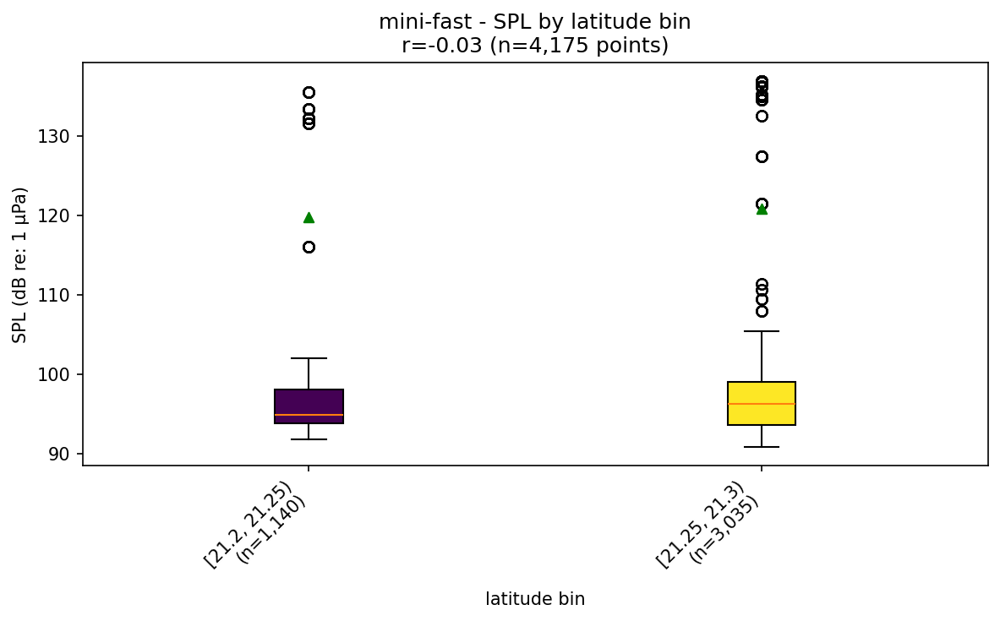 mini-fast - SPL by latitude bin
r=-0.03 (n=4,175 points)
SPL (dB re: 1 µPa)
130
120
110
100
90
[21.2, 21.25)
(n=1,140)
[21.25, 21.3)
(n=3,035)
latitude bin